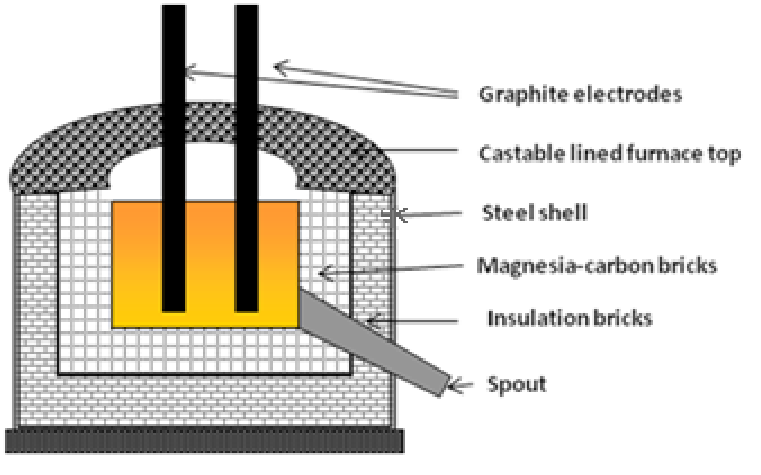 Graphite electrodes
Castable lined furnace top
Steel shell
Magnesia-carbon bricks
Insulation bricks
Spout